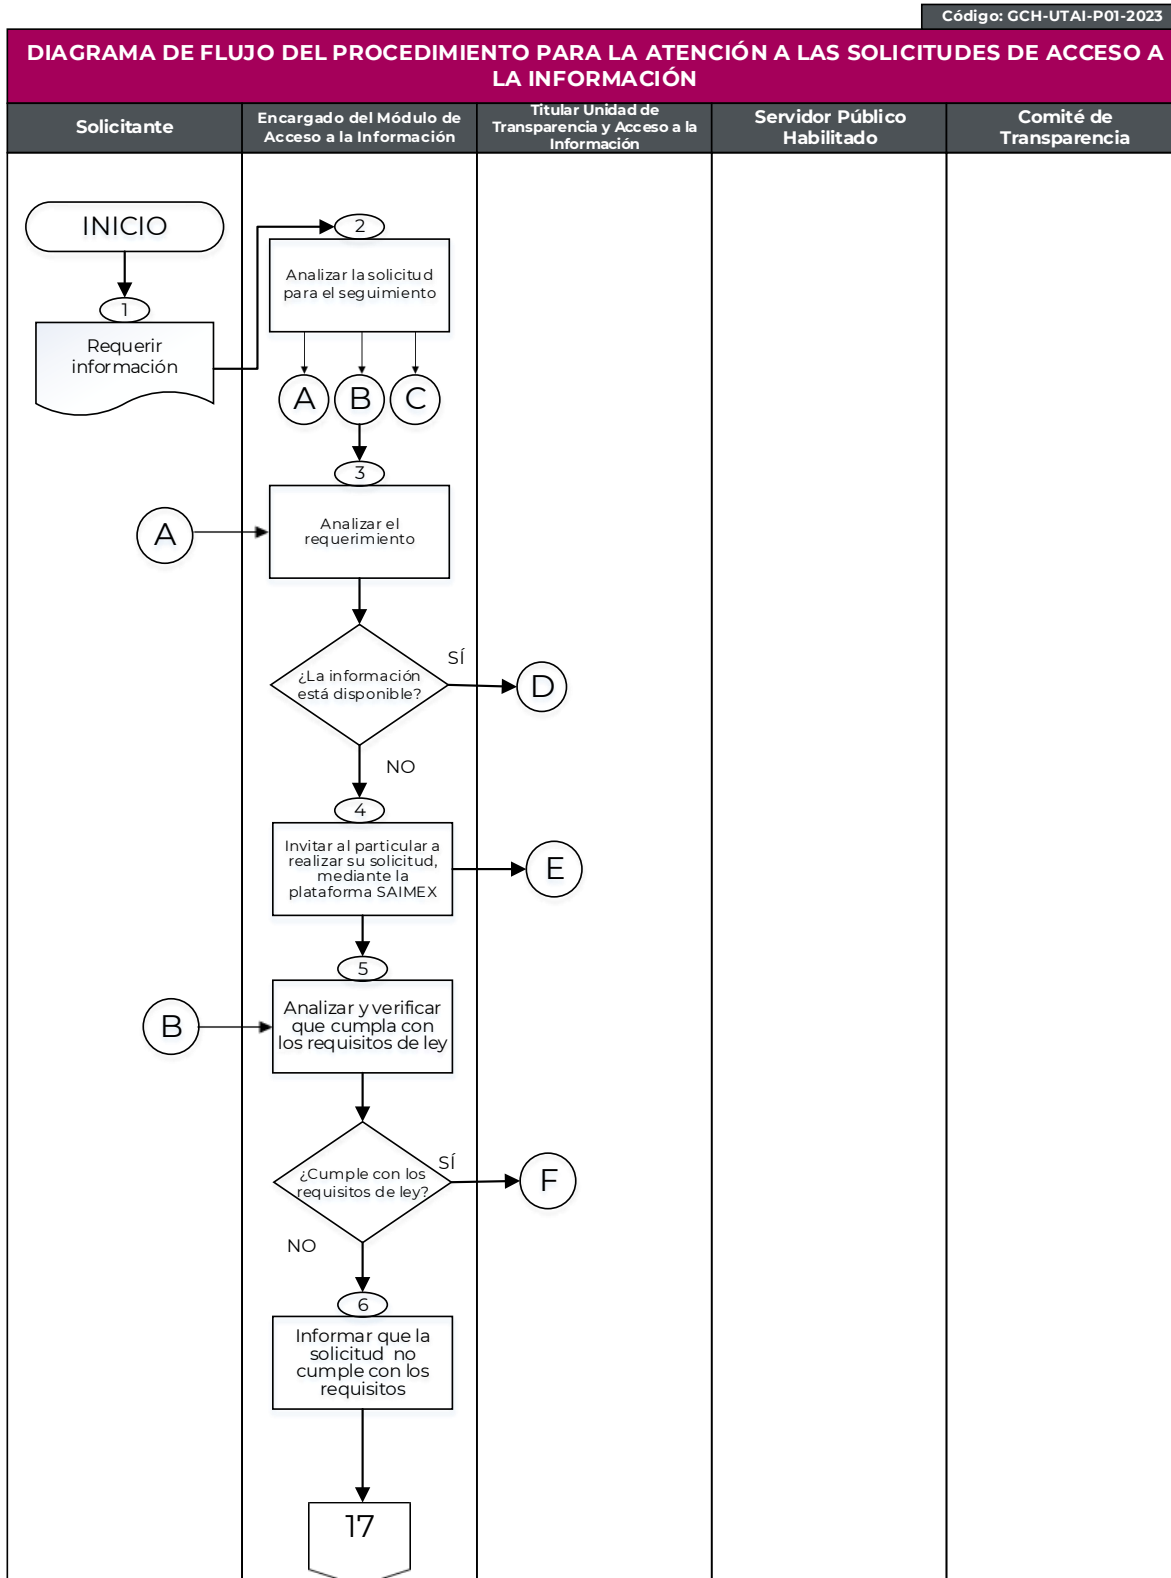 Código: GCH-UTAI-P01-2023
DIAGRAMA DE FLUJO DEL PROCEDIMIENTO PARA LA ATENCIÓN A LAS SOLICITUDES DE ACCESO A
LA INFORMACIÓN
Solicitante
Encargado del Módulo de
Acceso a la Información
Titular Unidad de
Transparencia y Acceso a la
Información
Servidor Público
Habilitado
Comité de
Transparencia
INICIO
1
Requerir
información
2
Analizar la solicitud
para el seguimiento
A
B
C
3
A
Analizar el
requerimiento
¿La información
está disponible?
SÍ
D
NO
4
Invitar al particular a
realizar su solicitud,
mediante la
plataforma SAIMEX
E
5
B
Analizar y verificar
que cumpla con
los requisitos de ley
¿Cumple con los
requisitos de ley?
SÍ
F
NO
6
Informar que la
solicitud no
cumple con los
requisitos
17